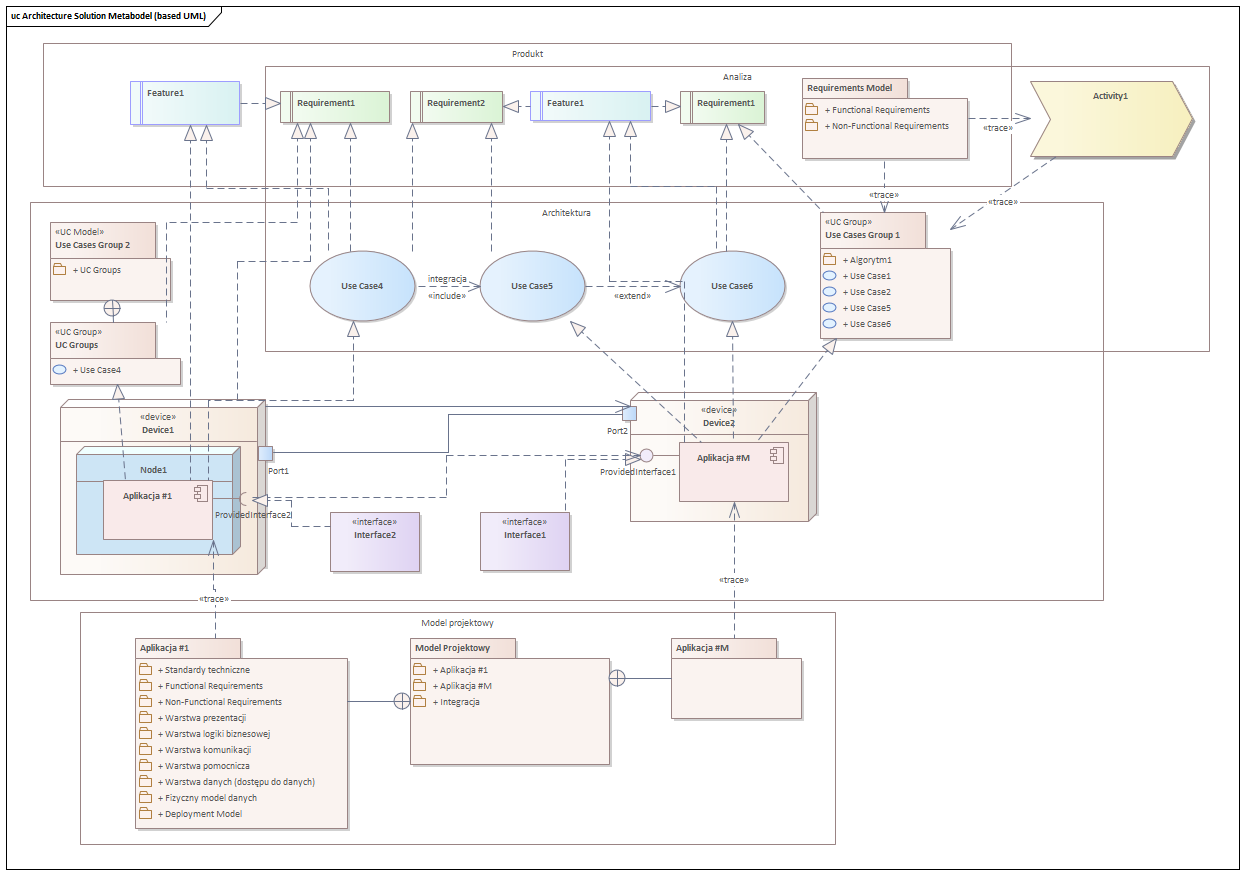 uc Architecture Solution Metabodel (based UML)
Produkt
Analiza
Feature1
Requirement1
Requirement2
Feature1
Requirement1
Requirements Model
+ Functional Requirements
+ Non-Functional Requirements
Activity1
«trace»
«trace»
«trace»
Architektura
«UC Model»
Use Cases Group 2
+ UC Groups
«UC Group»
UC Groups
+ Use Case4
Use Case4
integracja
«include»
Use Case5
«extend»
Use Case6
«UC Group»
Use Cases Group 1
+ Algorytm1
+ Use Case1
+ Use Case2
+ Use Case5
+ Use Case6
«device»
Device1
Node1
Aplikacja #1
Port1
ProvidedInterface2
«interface»
Interface2
«interface»
Interface1
«device»
Device2
Port2
ProvidedInterface1
Aplikacja #M
«trace»
«trace»
Model projektowy
Aplikacja #1
+ Standardy techniczne
+ Functional Requirements
+ Non-Functional Requirements
+ Warstwa prezentacji
+ Warstwa logiki biznesowej
+ Warstwa komunikacji
+ Warstwa pomocnicza
+ Warstwa danych (dostępu do danych)
+ Fizyczny model danych
+ Deployment Model
Model Projektowy
+ Aplikacja #1
+ Aplikacja #M
+ Integracja
Aplikacja #M